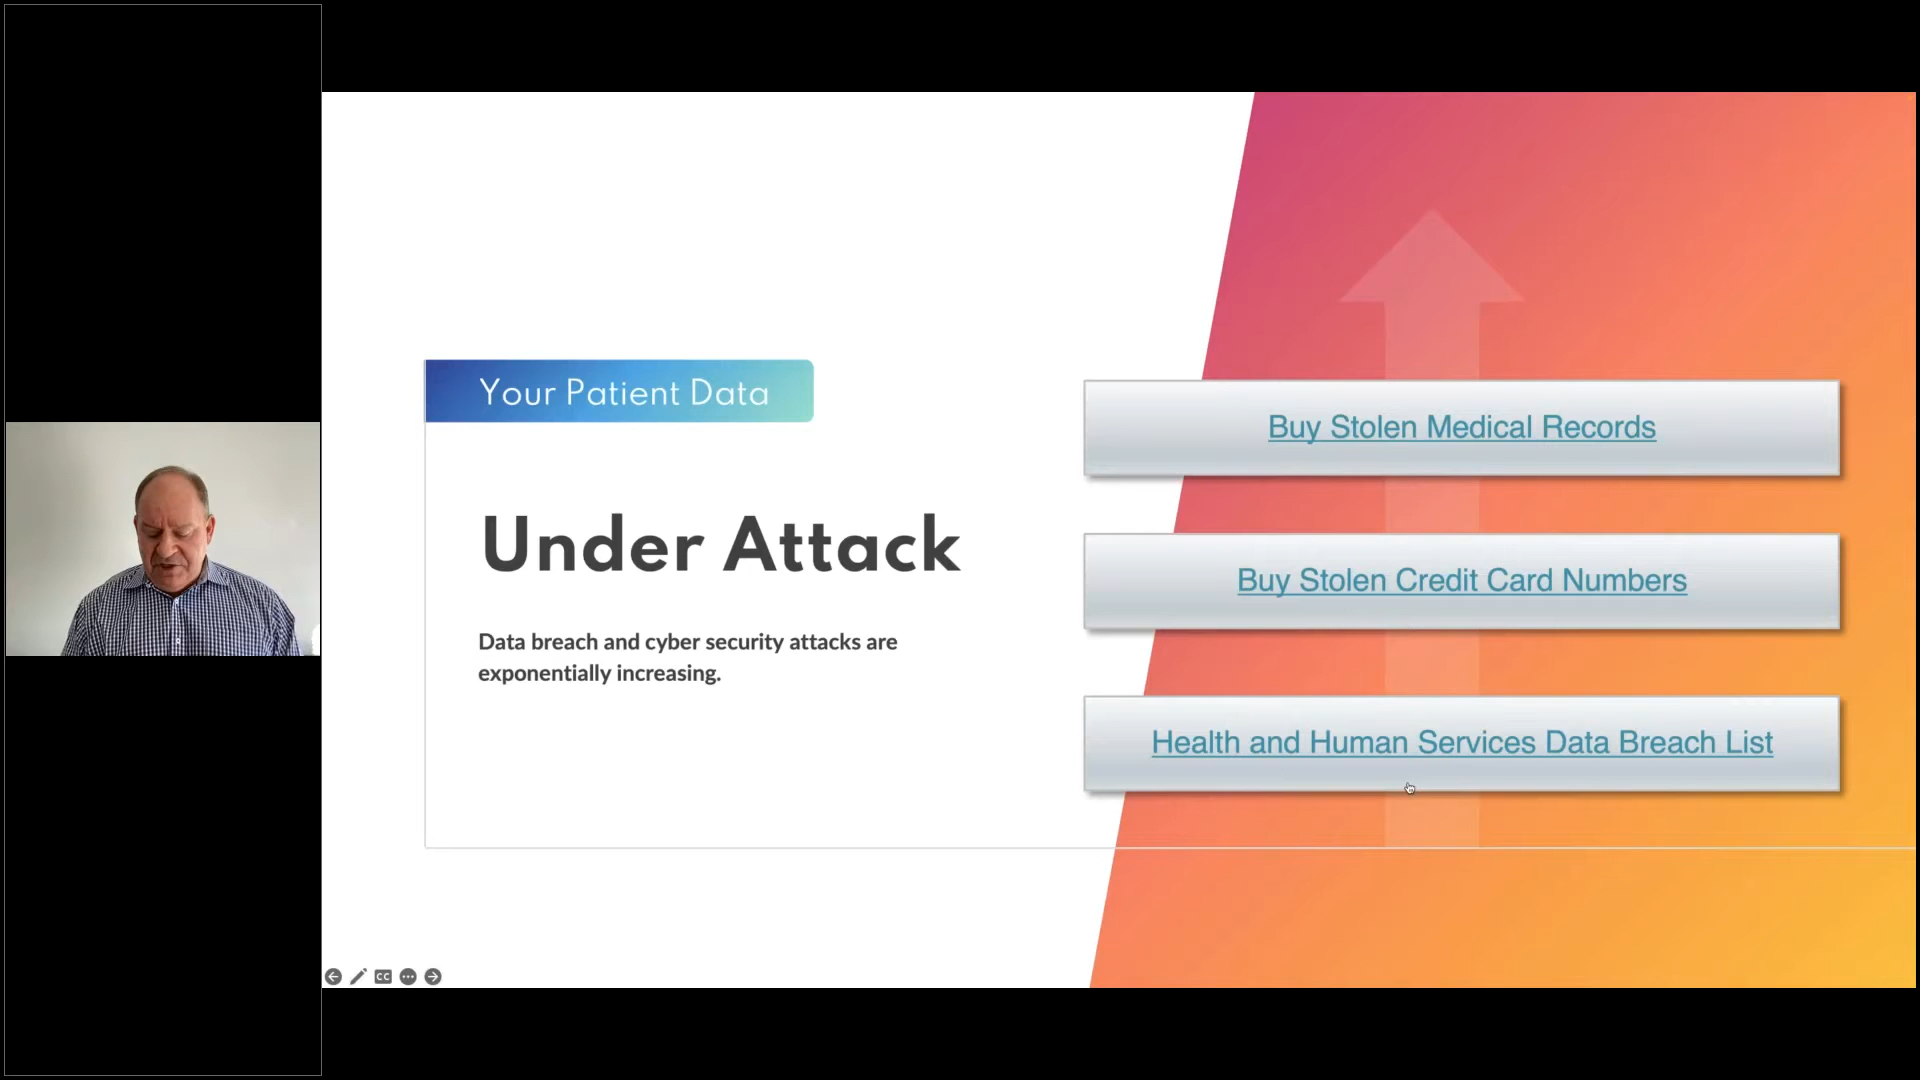 Your Patient Data
Under Attack
Data breach and cyber security attacks are
exponentially increasing.
Buy Stolen Medical Records
Buy Stolen Credit Card Numbers
Health and Human Services Data Breach List
CC